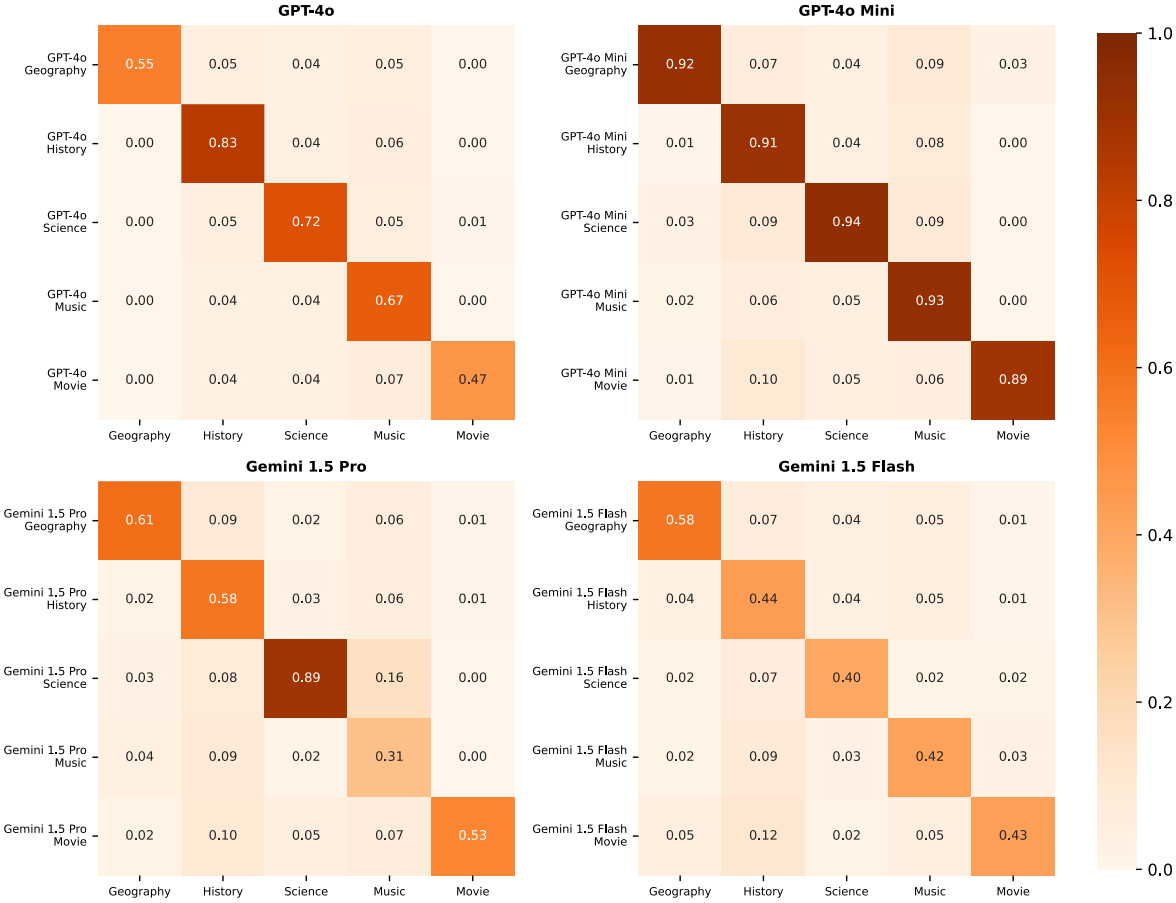 GPT-4o
GPT-4o
Geography
0.55 0.05 0.04 0.05 0.00
GPT-4o
History
0.00 0.83 0.04 0.06 0.00
GPT-4o
Science
0.00 0.05 0.72 0.05 0.01
GPT-4o
Music
0.00 0.04 0.04 0.67 0.00
GPT-4o
Movie
0.00 0.04 0.04 0.07 0.47
Geography History Science Music Movie
GPT-4o Mini
GPT-4o Mini
Geography
0.92 0.07 0.04 0.09 0.03
GPT-4o Mini
History
0.01 0.91 0.04 0.08 0.00
GPT-4o Mini
Science
0.03 0.09 0.94 0.09 0.00
GPT-4o Mini
Music
0.02 0.06 0.05 0.93 0.00
GPT-4o Mini
Movie
0.01 0.10 0.05 0.06 0.89
Geography History Science Music Movie
Gemini 1.5 Pro
Gemini 1.5 Pro
Geography
0.61 0.09 0.02 0.06 0.01
Gemini 1.5 Pro
History
0.02 0.58 0.03 0.06 0.01
Gemini 1.5 Pro
Science
0.03 0.08 0.89 0.16 0.00
Gemini 1.5 Pro
Music
0.04 0.09 0.02 0.31 0.00
Gemini 1.5 Pro
Movie
0.02 0.10 0.05 0.07 0.53
Geography History Science Music Movie
Gemini 1.5 Flash
Gemini 1.5 Flash
Geography
0.58 0.07 0.04 0.05 0.01
Gemini 1.5 Flash
History
0.04 0.44 0.04 0.05 0.01
Gemini 1.5 Flash
Science
0.02 0.07 0.40 0.02 0.02
Gemini 1.5 Flash
Music
0.02 0.09 0.03 0.42 0.03
Gemini 1.5 Flash
Movie
0.05 0.12 0.02 0.05 0.43
Geography History Science Music Movie
1.0
0.8
0.6
0.4
0.2
0.0